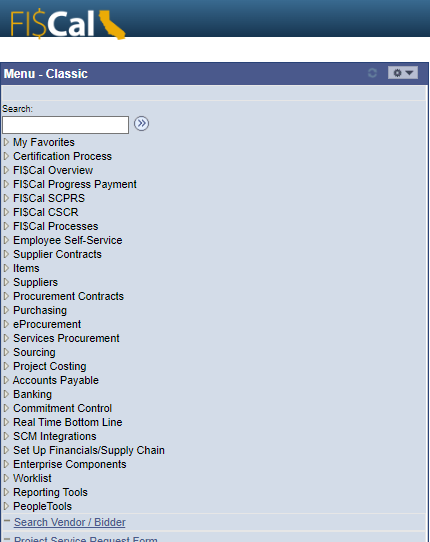 FI$Cal
Menu - Classic
Search:
My Favorites
Certification Process
FI$Cal Overview
FI$Cal Progress Payment
FI$Cal SCPRS
FI$Cal CSCR
FI$Cal Processes
Employee Self-Service
Supplier Contracts
Items
Suppliers
Procurement Contracts
Purchasing
eProcurement
Services Procurement
Sourcing
Project Costing
Accounts Payable
Banking
Commitment Control
Real Time Bottom Line
SCM Integrations
Set Up Financials/Supply Chain
Enterprise Components
Worklist
Reporting Tools
PeopleTools
Search Vendor / Bidder
Project Service Request Form